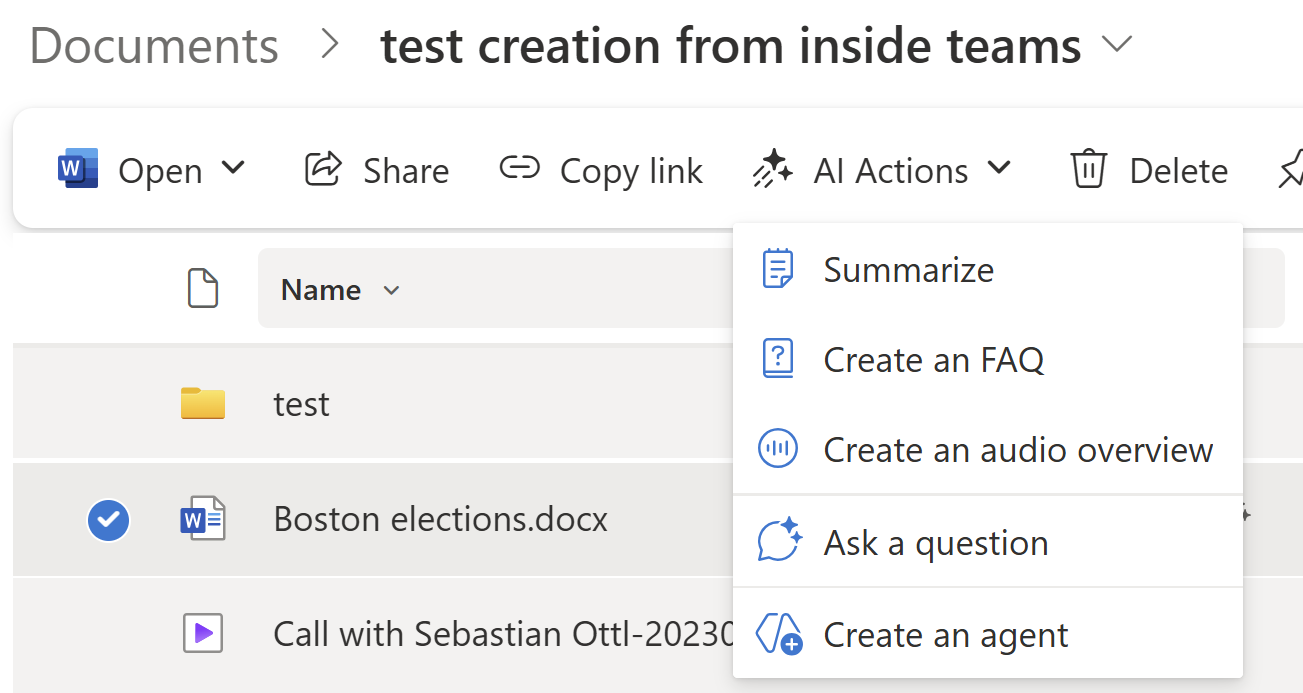 Documents > test creation from inside teams
Open Share Copy link AI Actions Delete
Name
Summarize
Create an FAQ
test
Create an audio overview
Boston elections.docx
Ask a question
Call with Sebastian Ottl-20230
Create an agent